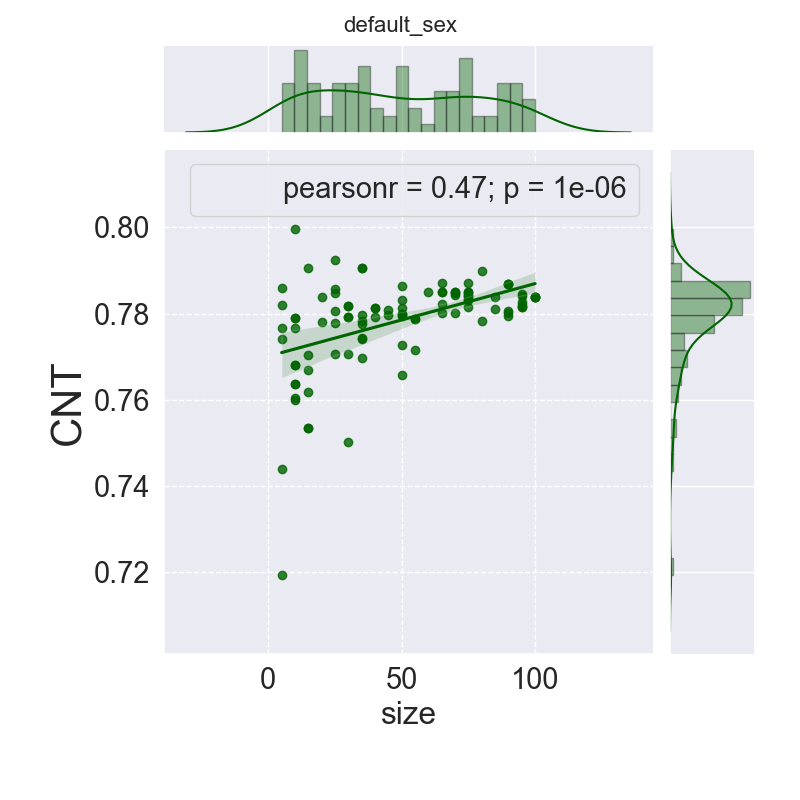 default_sex
pearsonr = 0.47; p = 1e-06
0.80
0.78
0.76
0.74
0.72
CNT
0 50 100
size